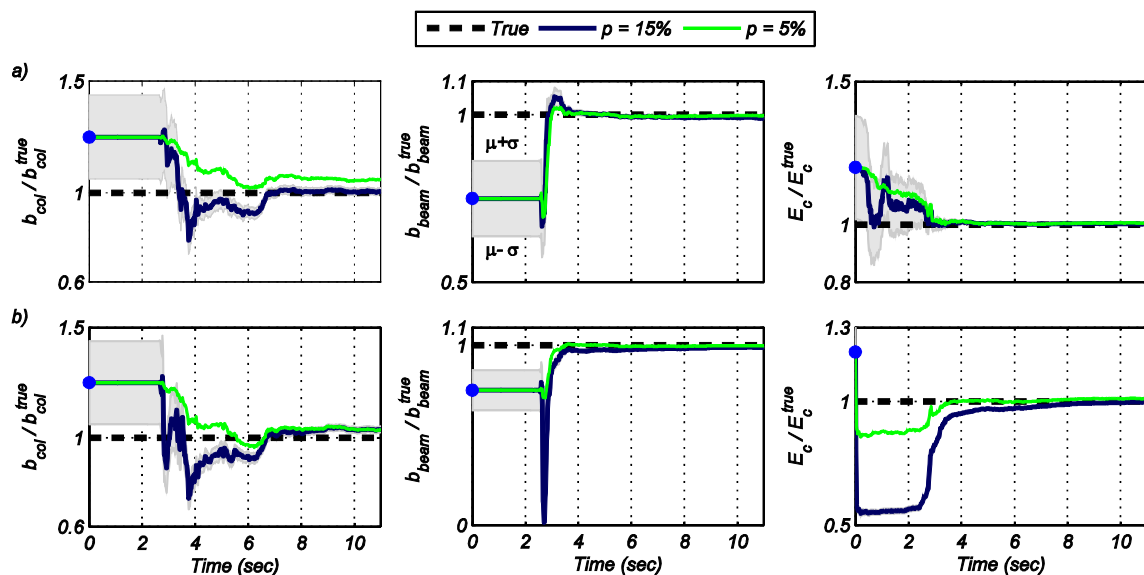 True p = 15% p = 5%
a)
1.5
1
0.6
b_col / b_col^true
1.1
1
0.5
b_beam / b_beam^true
μ+σ
μ- σ
1.5
1
0.8
E_c / E_c^true
b)
1.5
1
0.6
b_col / b_col^true
0 2 4 6 8 10
Time (sec)
1.1
1
0
b_beam / b_beam^true
0 2 4 6 8 10
Time (sec)
1.3
1
0.5
E_c / E_c^true
0 2 4 6 8 10
Time (sec)